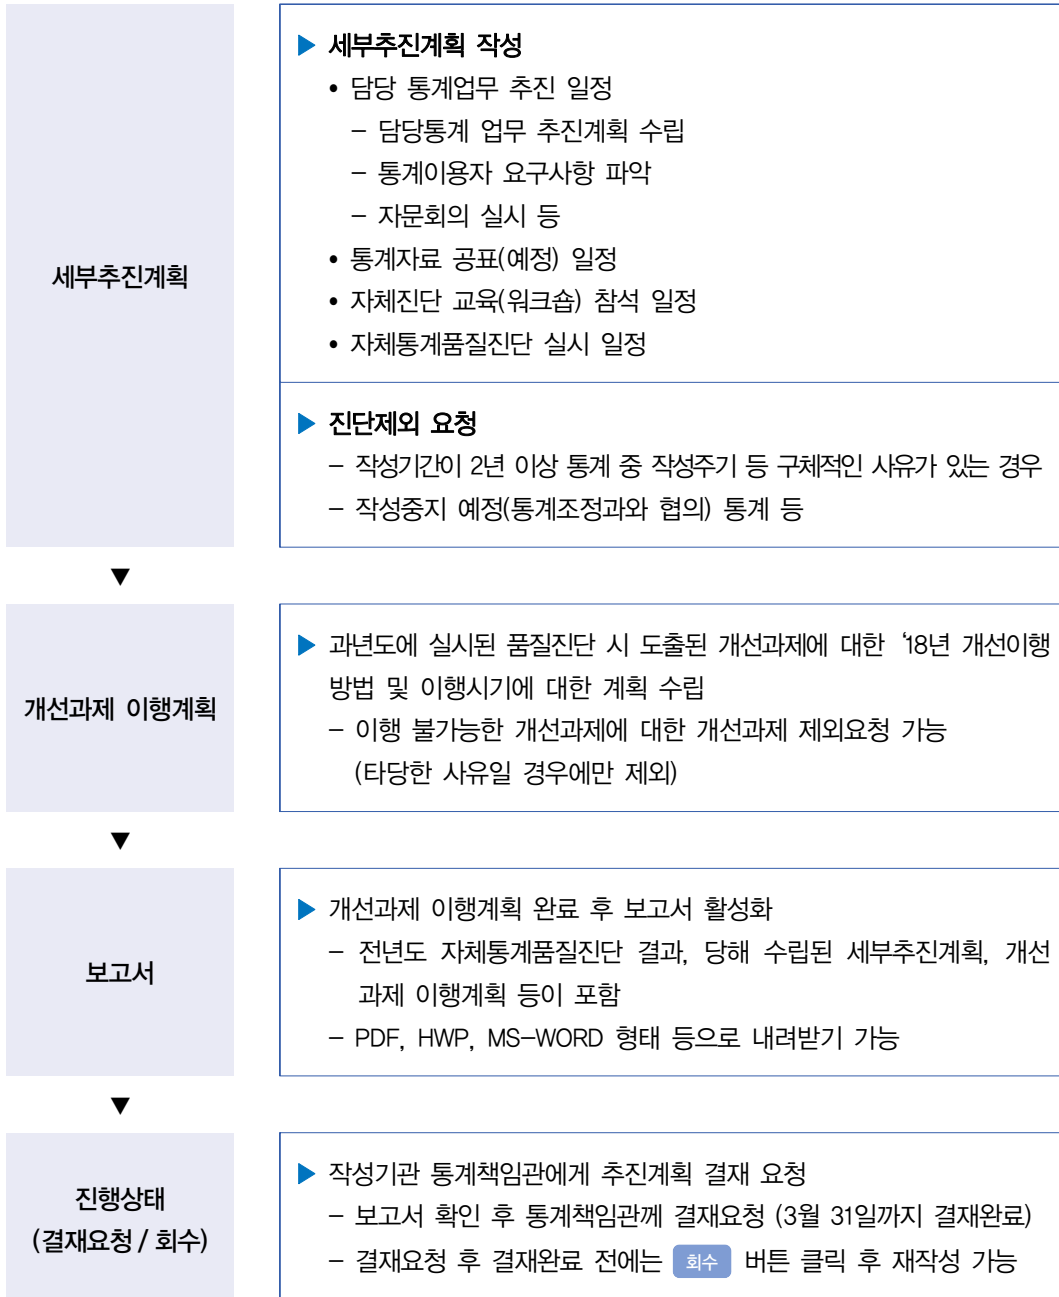 세부추진계획
▶ 세부추진계획 작성
• 담당 통계업무 추진 일정
– 담당통계 업무 추진계획 수립
– 통계이용자 요구사항 파악
– 자문회의 실시 등
• 통계자료 공표(예정) 일정
• 자체진단 교육(워크숍) 참석 일정
• 자체통계품질진단 실시 일정
▶ 진단제외 요청
– 작성기간이 2년 이상 통계 중 작성주기 등 구체적인 사유가 있는 경우
– 작성중지 예정(통계조정과와 협의) 통계 등
▼
개선과제 이행계획
▶ 과년도에 실시된 품질진단 시 도출된 개선과제에 대한 ‘18년 개선이행
방법 및 이행시기에 대한 계획 수립
– 이행 불가능한 개선과제에 대한 개선과제 제외요청 가능
(타당한 사유일 경우에만 제외)
▼
보고서
▶ 개선과제 이행계획 완료 후 보고서 활성화
– 전년도 자체통계품질진단 결과, 당해 수립된 세부추진계획, 개선
과제 이행계획 등이 포함
– PDF, HWP, MS-WORD 형태 등으로 내려받기 가능
▼
진행상태
(결재요청 / 회수)
▶ 작성기관 통계책임관에게 추진계획 결재 요청
– 보고서 확인 후 통계책임관께 결재요청 (3월 31일까지 결재완료)
– 결재요청 후 결재완료 전에는 회수 버튼 클릭 후 재작성 가능